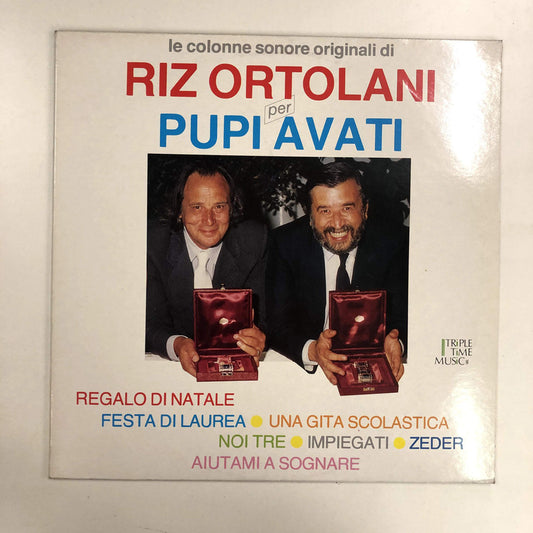 le colonne sonore originali di
RIZ ORTOLANI
per
PUPI AVATI
TRiPLE
TiME
MUSiC
REGALO DI NATALE
FESTA DI LAUREA ● UNA GITA SCOLASTICA
NOI TRE ● IMPIEGATI ● ZEDER
AIUTAMI A SOGNARE